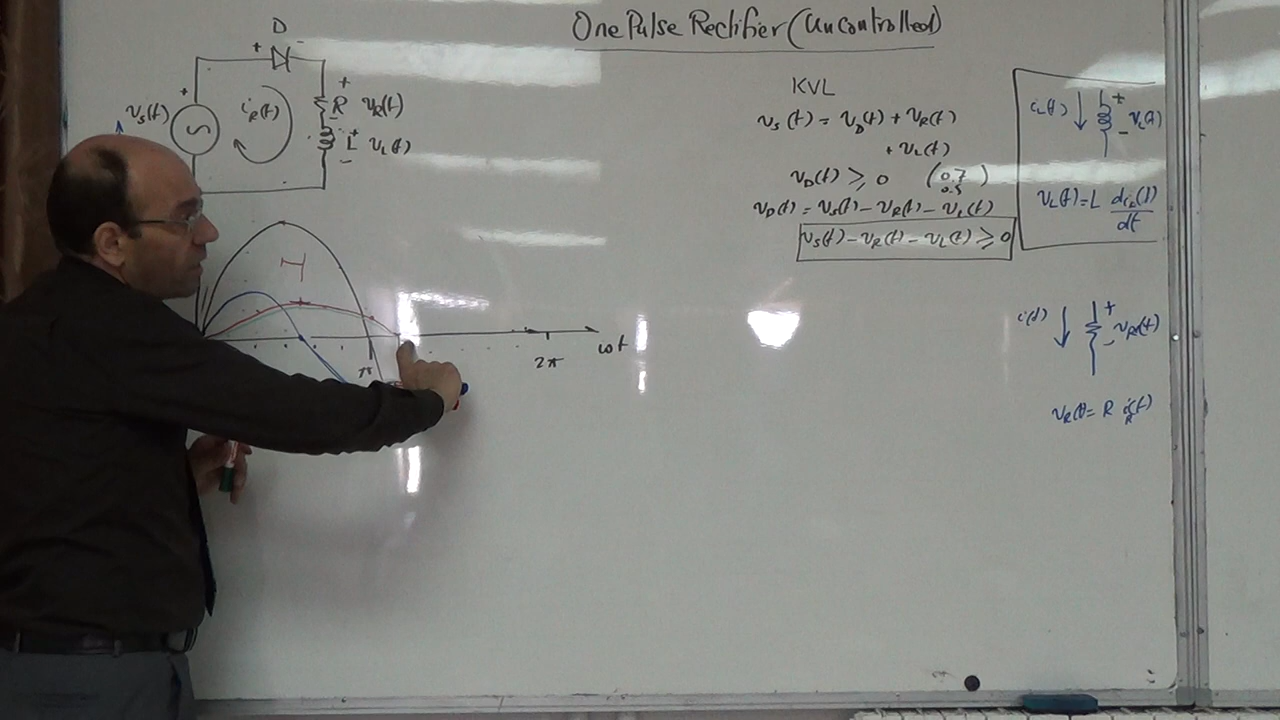 One Pulse Rectifier (Uncontrolled)
D
+ -
+
vs(t)
iR(t)
+
R vR(t)
-
+
L vL(t)
-
π
2π
ωt
KVL
vs(t) = vD(t) + vR(t)
+ vL(t)
vD(t) ⩾ 0 (0.7
0.5)
vD(t) = vs(t) - vR(t) - vL(t)
vs(t) - vR(t) - vL(t) ⩾ 0
iL(t) + vL(t)
-
vL(t) = L diL(t)
dt
i(t) + vR(t)
-
vR(t) = R iR(t)